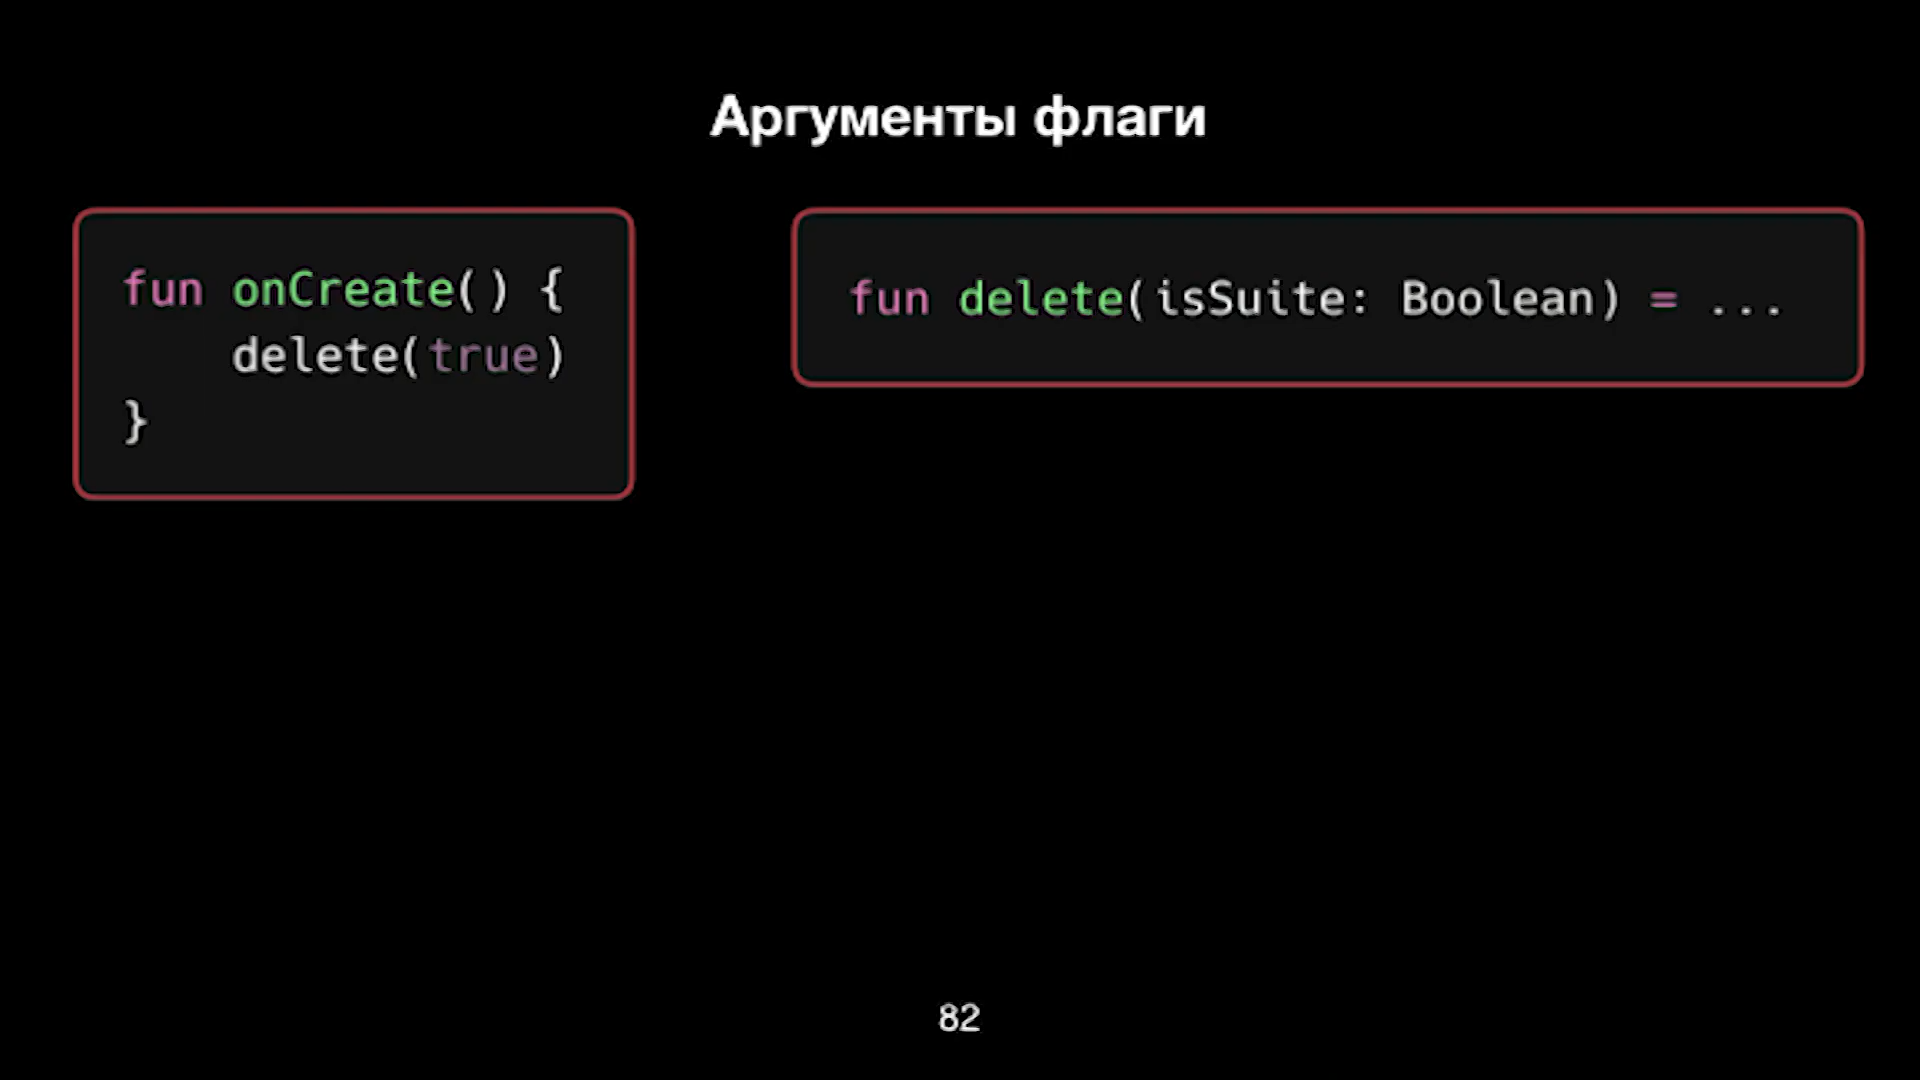 Аргументы флаги
fun onCreate() {
    delete(true)
}
fun delete(isSuite: Boolean) = ...
82